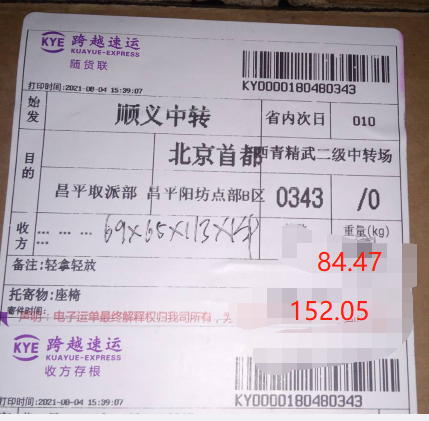 KYE 跨越速运
KUAYUE-EXPRESS
随货联
打印时间:2021-08-04 15:39:07
KY0000180480343
始发 顺义中转 省内次日 010
目的 北京首都 西青精武二级中转场
昌平取派部 昌平阳坊点部B区 0343 /0
收方 ... ... ... 69×65×113×1 重量(kg)
84.47
备注:轻拿轻放
托寄物:座椅
152.05
寄件时间:
声明:电子运单最终解释权归我司所有,
KYE 跨越速运
KUAYUE-EXPRESS
收方存根
打印时间:2021-08-04 15:39:07
KY0000180480343